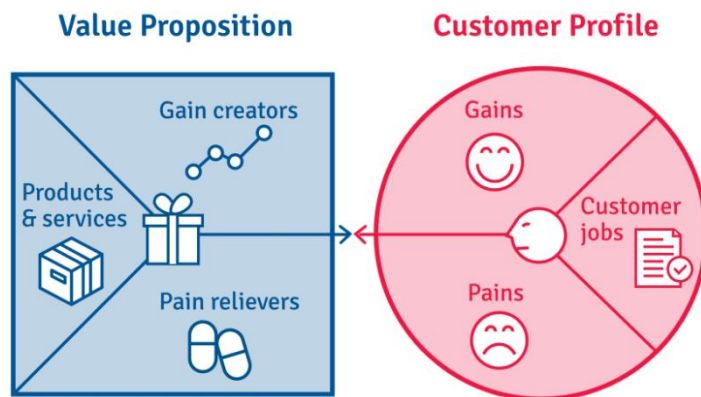 Value Proposition
Customer Profile
Gain creators
Products
& services
Pain relievers
Gains
Customer
jobs
Pains